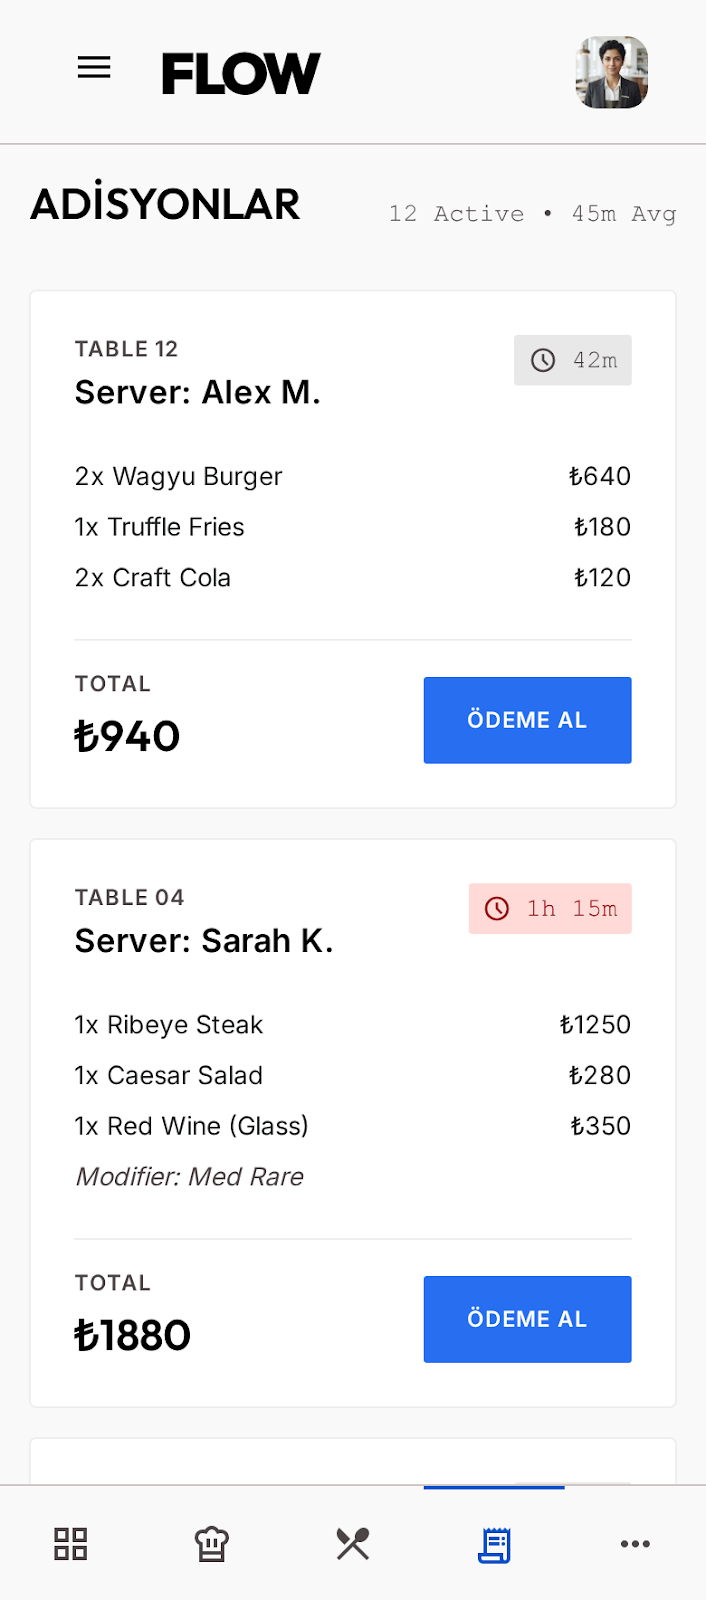 FLOW
ADİSYONLAR
12 Active • 45m Avg
TABLE 12
42m
Server: Alex M.
2x Wagyu Burger ₺640
1x Truffle Fries ₺180
2x Craft Cola ₺120
TOTAL
₺940
ÖDEME AL
TABLE 04
1h 15m
Server: Sarah K.
1x Ribeye Steak ₺1250
1x Caesar Salad ₺280
1x Red Wine (Glass) ₺350
Modifier: Med Rare
TOTAL
₺1880
ÖDEME AL